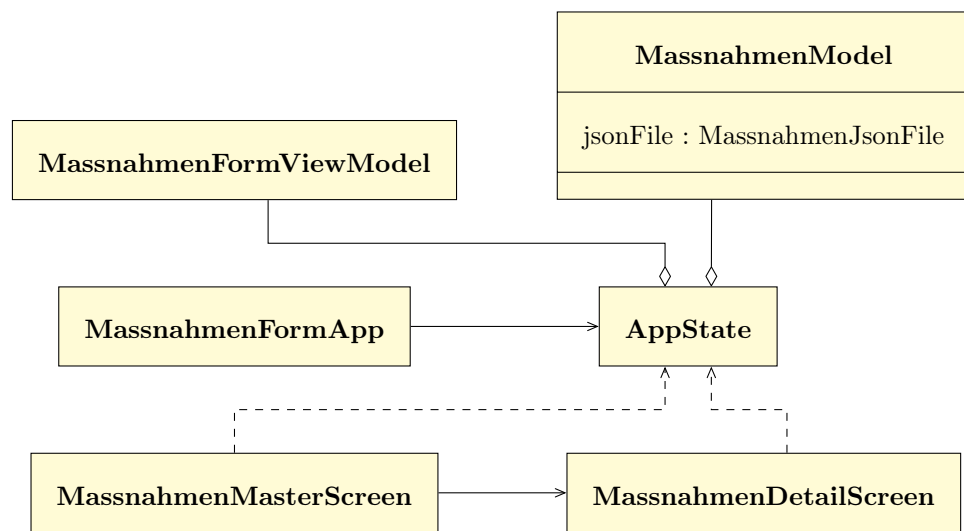 MassnahmenModel
jsonFile : MassnahmenJsonFile
MassnahmenFormViewModel
MassnahmenFormApp
AppState
MassnahmenMasterScreen
MassnahmenDetailScreen